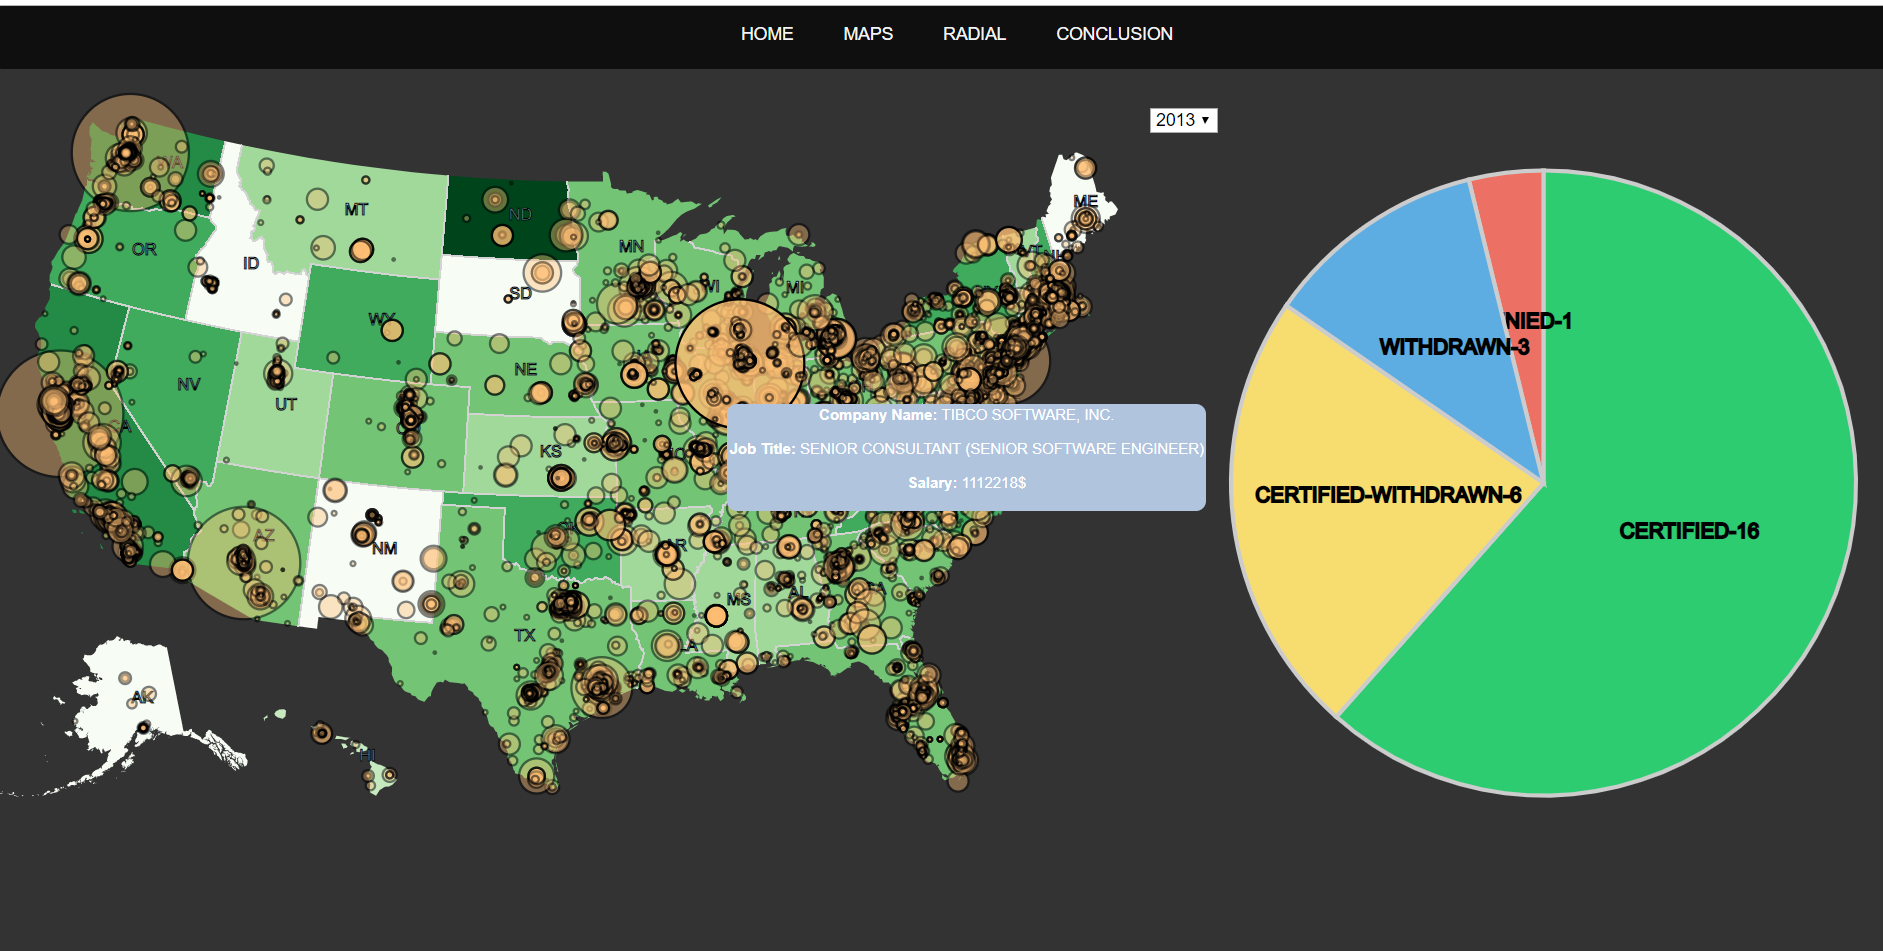 HOME MAPS RADIAL CONCLUSION
2013
WA
MT
ND
ME
OR
ID
MN
SD
WI
MI
WY
NV
UT
NE
NIED-1
WITHDRAWN-3
CERTIFIED-WITHDRAWN-6
CERTIFIED-16
Company Name: TIBCO SOFTWARE, INC.
Job Title: SENIOR CONSULTANT (SENIOR SOFTWARE ENGINEER)
Salary: 1112218$
KS
AZ
NM
AR
MS
AL
GA
TX
LA
AK
HI